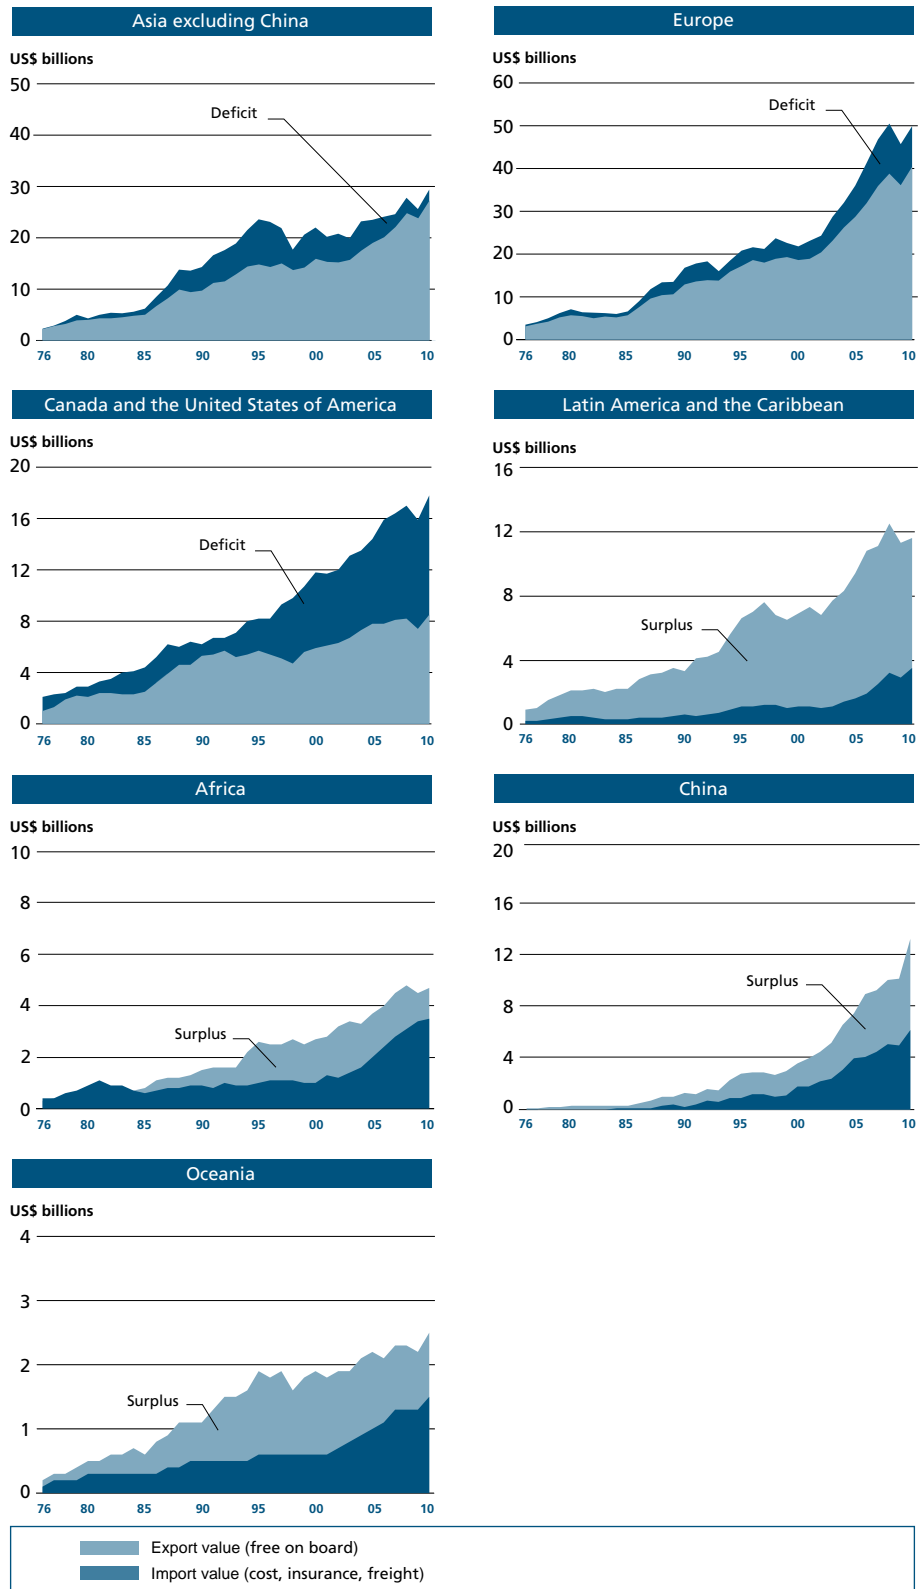 Asia excluding China
US$ billions
50
40
30
20
10
0
Deficit
76 80 85 90 95 00 05 10
Europe
US$ billions
60
50
40
30
20
10
0
Deficit
76 80 85 90 95 00 05 10
Canada and the United States of America
US$ billions
20
16
12
8
4
0
Deficit
76 80 85 90 95 00 05 10
Latin America and the Caribbean
US$ billions
16
12
8
4
0
Surplus
76 80 85 90 95 00 05 10
Africa
US$ billions
10
8
6
4
2
0
Surplus
76 80 85 90 95 00 05 10
China
US$ billions
20
16
12
8
4
0
Surplus
76 80 85 90 95 00 05 10
Oceania
US$ billions
4
3
2
1
0
Surplus
76 80 85 90 95 00 05 10
Export value (free on board)
Import value (cost, insurance, freight)